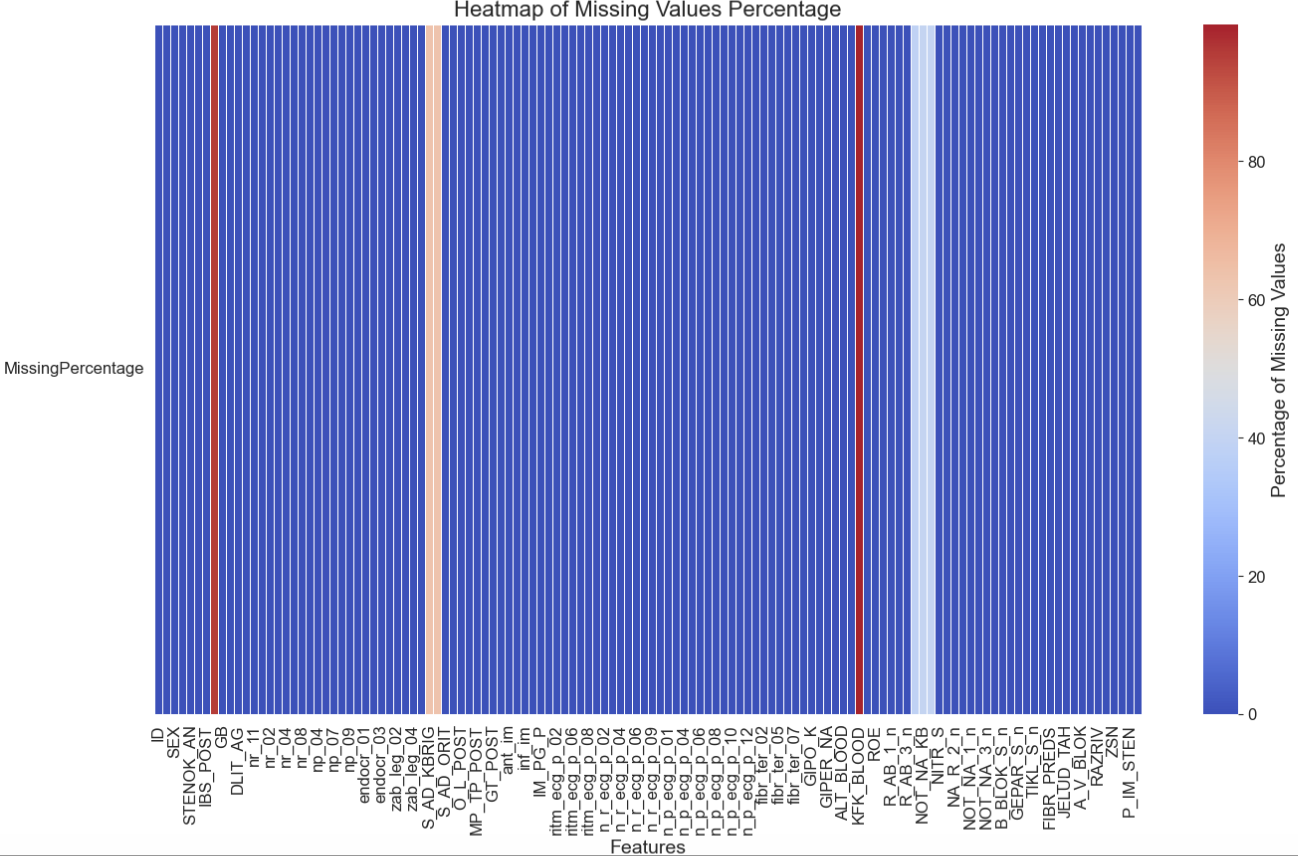 Heatmap of Missing Values Percentage
MissingPercentage
ID
SEX
STENOK_AN
IBS_POST
GB
DLIT_AG
nr_11
nr_02
nr_04
nr_08
np_04
np_07
np_09
endocr_01
endocr_03
zab_leg_02
zab_leg_04
S_AD_KBRIG
S_AD_ORIT
O_L_POST
MP_TP_POST
GT_POST
ant_im
inf_im
IM_PG_P
ritm_ecg_p_02
ritm_ecg_p_06
ritm_ecg_p_08
n_r_ecg_p_02
n_r_ecg_p_04
n_r_ecg_p_06
n_r_ecg_p_09
n_p_ecg_p_01
n_p_ecg_p_04
n_p_ecg_p_06
n_p_ecg_p_08
n_p_ecg_p_10
n_p_ecg_p_12
fibr_ter_02
fibr_ter_05
fibr_ter_07
GIPO_K
GIPER_NA
ALT_BLOOD
KFK_BLOOD
ROE
R_AB_1_n
R_AB_3_n
NOT_NA_KB
NITR_S
NA_R_2_n
NOT_NA_1_n
NOT_NA_3_n
B_BLOK_S_n
GEPAR_S_n
TIKL_S_n
FIBR_PREDS
JELUD_TAH
A_V_BLOK
RAZRIV
ZSN
P_IM_STEN
Features
80
60
40
20
0
Percentage of Missing Values